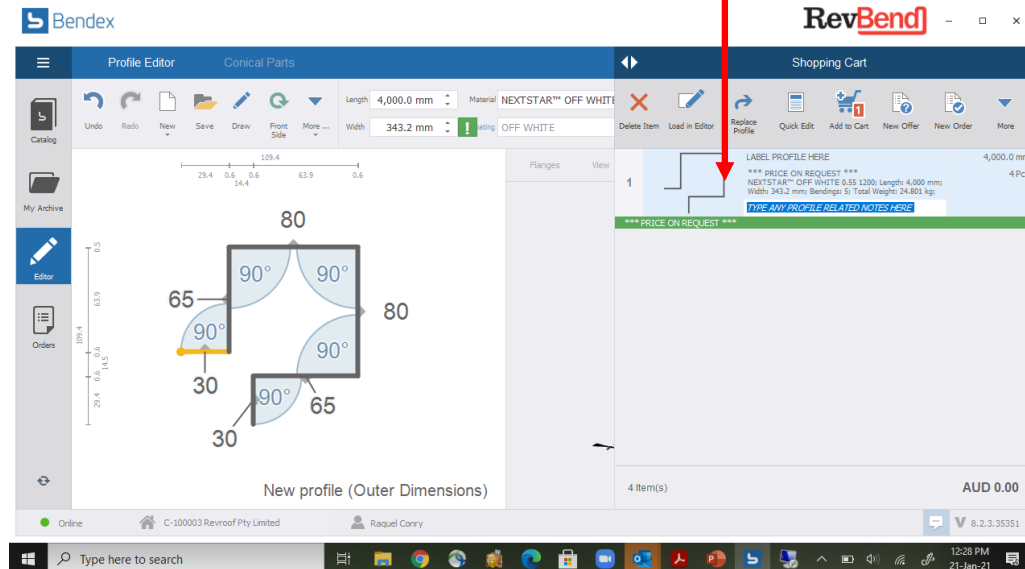 Bendex
RevBend
Profile Editor Conical Parts Shopping Cart
Catalog
My Archive
Editor
Orders
Undo Redo New Save Draw Front Side More ...
Length 4,000.0 mm Material NEXTSTAR™ OFF WHITE
Width 343.2 mm ! OFF WHITE
Delete Item Load in Editor Replace Profile Quick Edit Add to Cart New Offer New Order More
1
Flanges View
109.4
29.4 0.6 0.6 63.9 0.6
14.4
80
0.5
90° 90°
63.9
65
80
90°
109.4
0.6
14.5
90°
30
0.6
90°
65
29.4
30
New profile (Outer Dimensions)
1
LABEL PROFILE HERE 4,000.0 mm
*** PRICE ON REQUEST *** 4 Pc
NEXTSTAR™ OFF WHITE 0.55 1200; Length: 4,000 mm;
Width: 343.2 mm; Bendings: 5; Total Weight: 24.801 kg;
TYPE ANY PROFILE RELATED NOTES HERE
*** PRICE ON REQUEST ***
4 Item(s) AUD 0.00
Online C-100003 Revroof Pty Limited Raquel Conry V 8.2.3.35351
Type here to search
12:28 PM
21-Jan-21